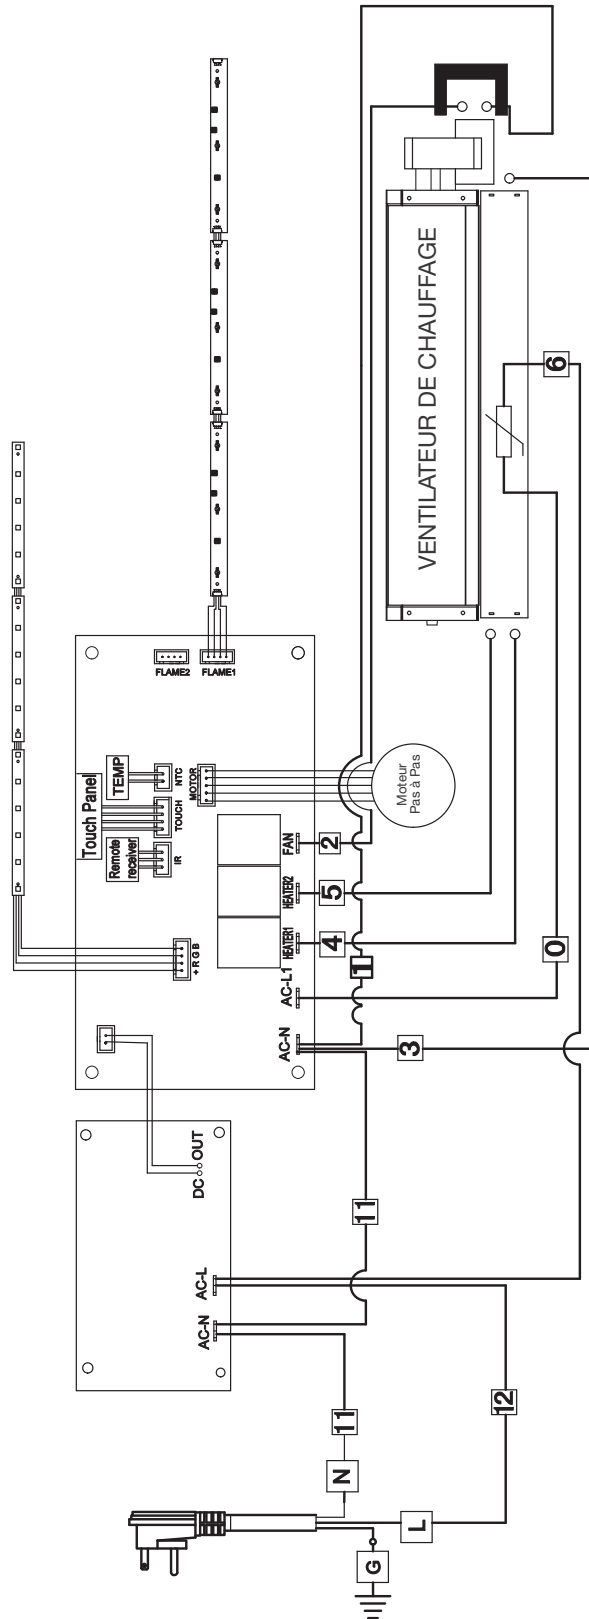 FLAME2
FLAME1
TEMP
NTC
MOTOR
Touch Panel
TOUCH
Remote
receiver
IR
+ R G B
FAN
HEATER2
HEATER1
AC-L1
AC-N
DC OUT
AC-L
AC-N
VENTILATEUR DE CHAUFFAGE
Moteur
Pas à Pas
6
2
5
4
0
1
3
11
12
11
N
L
G